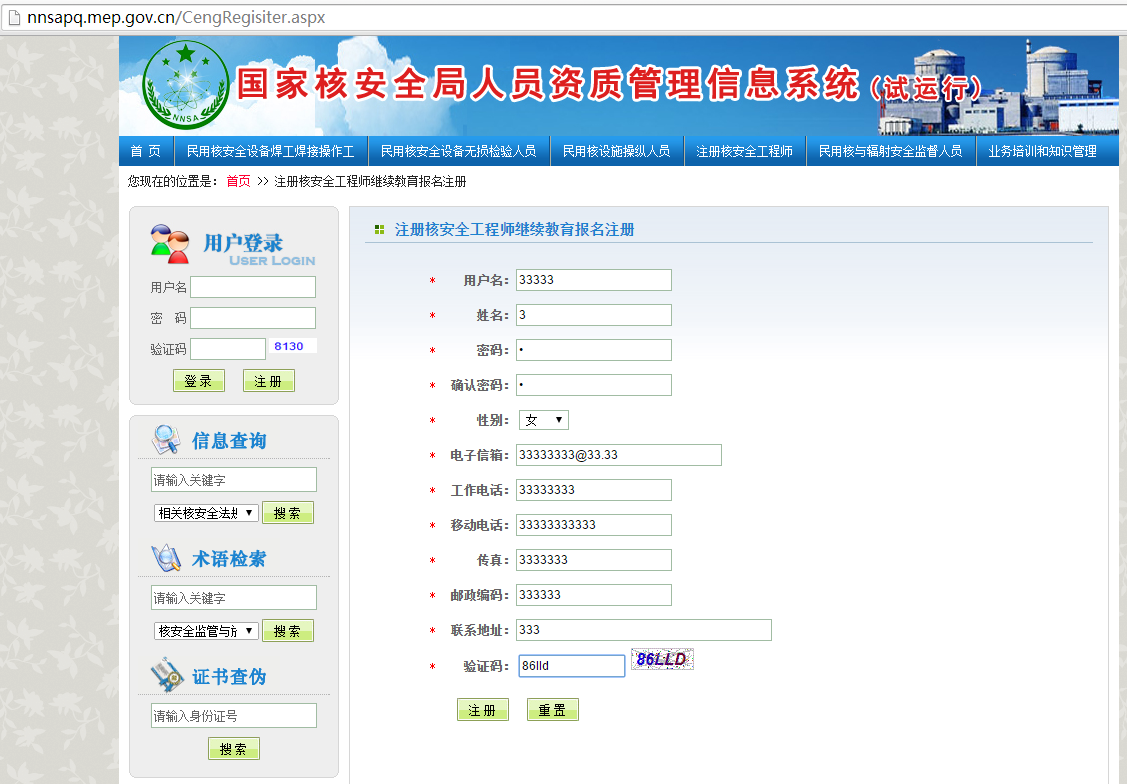 nnsapq.mep.gov.cn/CengRegisiter.aspx
NNSA
国家核安全局人员资质管理信息系统(试运行)
首 页 民用核安全设备焊工焊接操作工 民用核安全设备无损检验人员 民用核设施操纵人员 注册核安全工程师 民用核与辐射安全监督人员 业务培训和知识管理
您现在的位置是: 首页 >> 注册核安全工程师继续教育报名注册
用户登录
USER LOGIN
用户名
密 码
验证码 8130
登 录 注 册
信息查询
请输入关键字
相关核安全法规 搜 索
术语检索
请输入关键字
核安全监管与 搜 索
证书查伪
请输入身份证号
搜 索
注册核安全工程师继续教育报名注册
* 用户名: 33333
* 姓名: 3
* 密码: •
* 确认密码: •
* 性别: 女
* 电子信箱: 33333333@33.33
* 工作电话: 33333333
* 移动电话: 33333333333
* 传真: 3333333
* 邮政编码: 333333
* 联系地址: 333
* 验证码: 86lld 86LLD
注 册 重 置